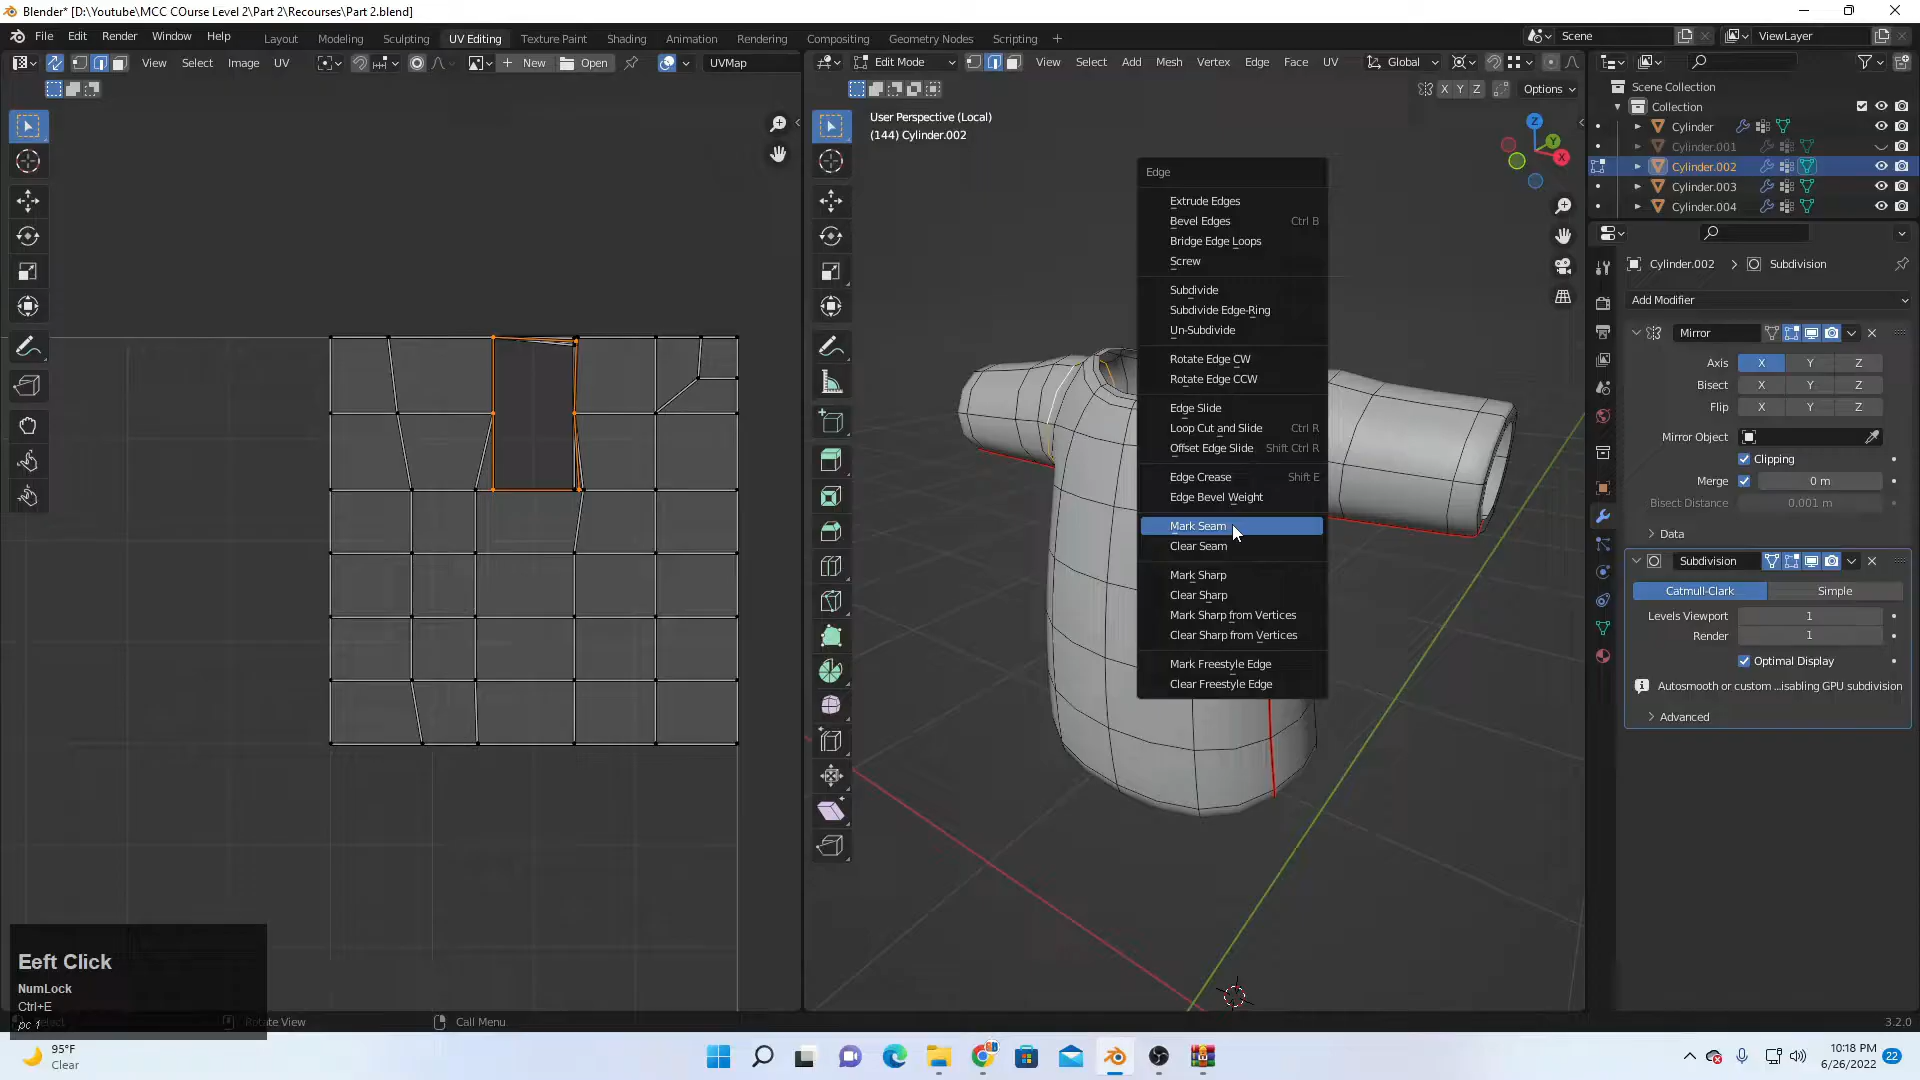 Blender* [D:\Youtube\MCC COurse Level 2\Part 2\Recourses\Part 2.blend]
File Edit Render Window Help Layout Modeling Sculpting UV Editing Texture Paint Shading Animation Rendering Compositing Geometry Nodes Scripting + Scene ViewLayer
View Select Image UV New Open UVMap Edit Mode View Select Add Mesh Vertex Edge Face UV Global
X Y Z Options
Scene Collection
Collection
Cylinder
Cylinder.001
Cylinder.002
Cylinder.003
Cylinder.004
User Perspective (Local)
(144) Cylinder.002
Z
Y
X
Edge
Extrude Edges
Bevel Edges Ctrl B
Bridge Edge Loops
Screw
Subdivide
Subdivide Edge-Ring
Un-Subdivide
Rotate Edge CW
Rotate Edge CCW
Edge Slide
Loop Cut and Slide Ctrl R
Offset Edge Slide Shift Ctrl R
Edge Crease Shift E
Edge Bevel Weight
Mark Seam
Clear Seam
Mark Sharp
Clear Sharp
Mark Sharp from Vertices
Clear Sharp from Vertices
Mark Freestyle Edge
Clear Freestyle Edge
Cylinder.002 Subdivision
Add Modifier
Mirror
Axis X Y Z
Bisect X Y Z
Flip X Y Z
Mirror Object
Clipping
Merge 0 m
Bisect Distance 0.001 m
Data
Subdivision
Catmull-Clark Simple
Levels Viewport 1
Render 1
Optimal Display
Autosmooth or custom ...isabling GPU subdivision
Advanced
Eeft Click
NumLock
Ctrl+E
pc 1
Select Rotate View Call Menu 3.2.0
95°F
Clear
10:18 PM
6/26/2022
22